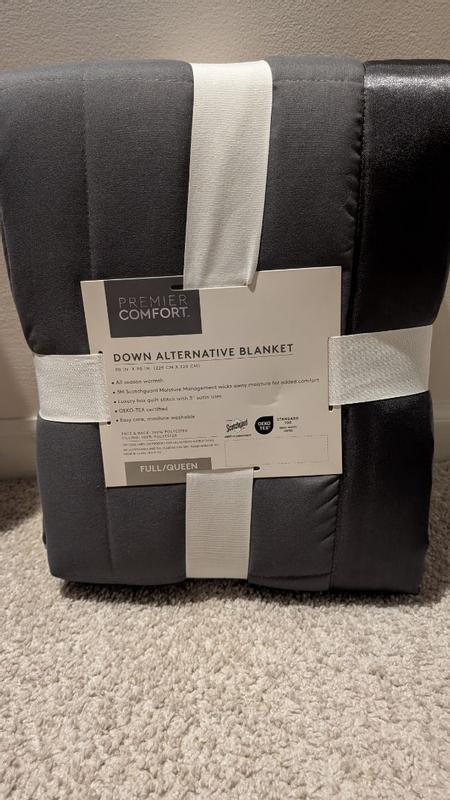 PREMIER
COMFORT.
DOWN ALTERNATIVE BLANKET
90 IN. X 90 IN. (229 CM X 229 CM)
• All season warmth
• 3M Scotchguard Moisture Management wicks away moisture for added comfort
• Luxury box quilt stitch with 3" satin trim
• OEKO-TEX certified
• Easy care, machine washable
FACE & BACK: 100% POLYESTER
FILLING: 100% POLYESTER
Scotchgard
OEKO
TEX
STANDARD
100
FULL/QUEEN